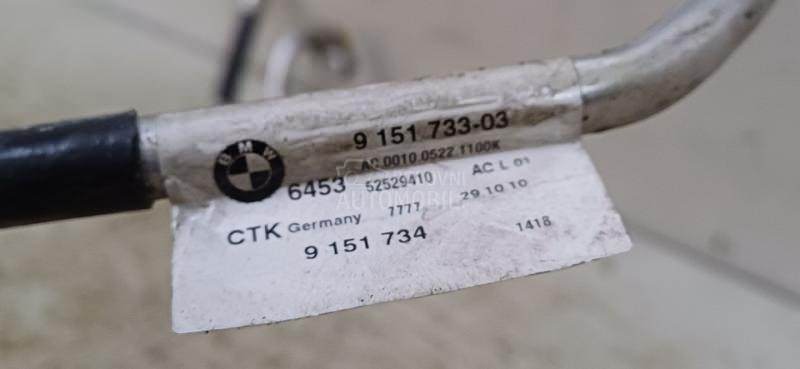 BMW
9 151 733-03
AC 0010 0522 1100K
6453 52529410 AC L 01
CTK Germany 7777 29 10 10
9 151 734 1418
AUTOMOBILI